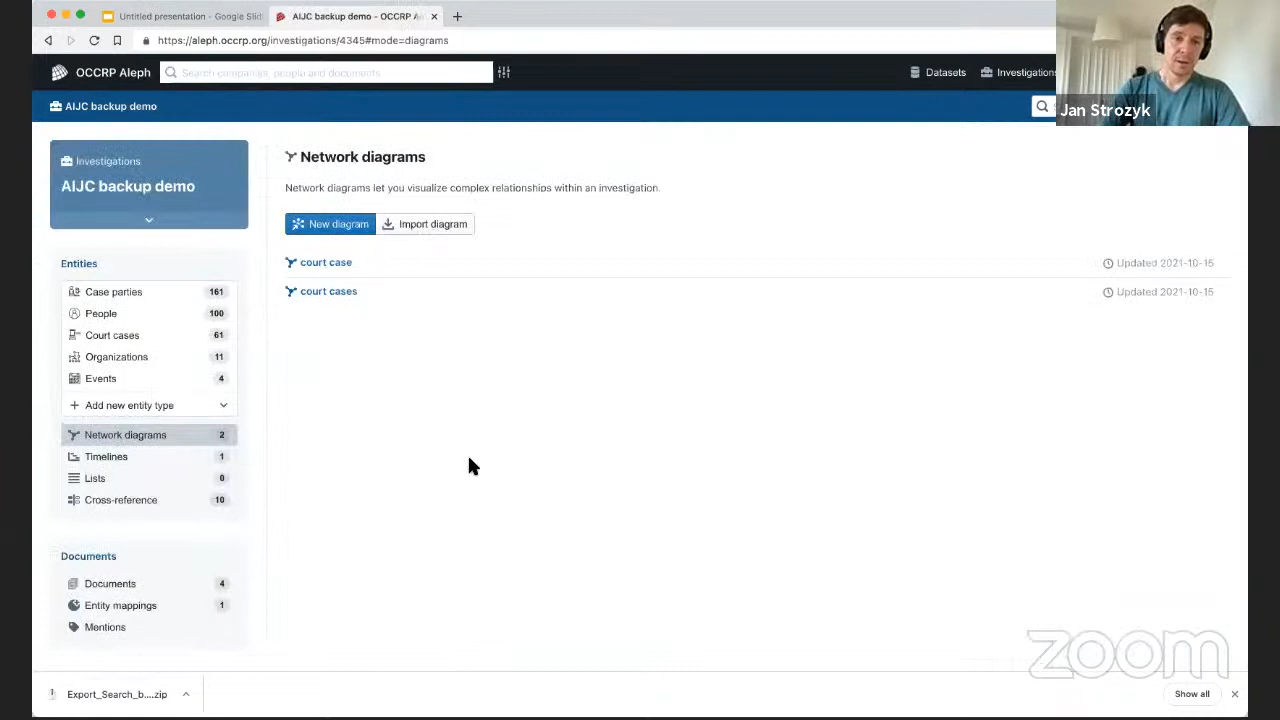 Untitled presentation - Google Slid
AIJC backup demo - OCCRP A
https://aleph.occrp.org/investigations/4345#mode=diagrams
OCCRP Aleph
Search companies, people and documents
Datasets
Investigations
AIJC backup demo
Jan Strozyk
Investigations
AIJC backup demo
Network diagrams
Network diagrams let you visualize complex relationships within an investigation.
New diagram
Import diagram
court case
Updated 2021-10-15
court cases
Updated 2021-10-15
Entities
Case parties 161
People 100
Court cases 61
Organizations 11
Events 4
Add new entity type
Network diagrams 2
Timelines 1
Lists 0
Cross-reference 10
Documents
Documents 4
Entity mappings 1
Mentions
zoom
Export_Search_b....zip
Show all